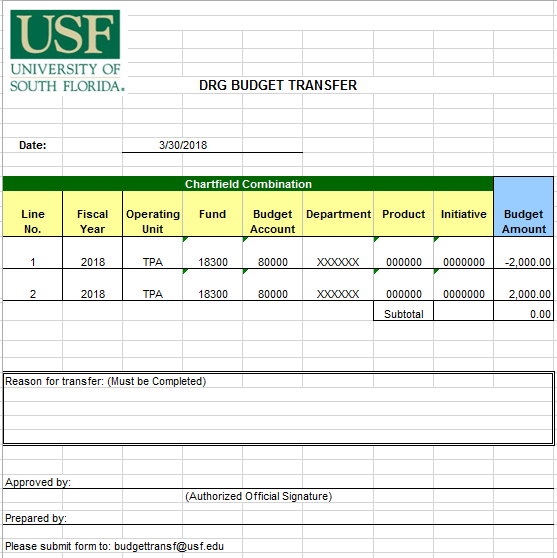 USF
UNIVERSITY OF
SOUTH FLORIDA.
DRG BUDGET TRANSFER
Date: 3/30/2018
Chartfield Combination
Line No. Fiscal Year Operating Unit Fund Budget Account Department Product Initiative Budget Amount
1 2018 TPA 18300 80000 XXXXXX 000000 0000000 -2,000.00
2 2018 TPA 18300 80000 XXXXXX 000000 0000000 2,000.00
Subtotal 0.00
Reason for transfer: (Must be Completed)
Approved by:
(Authorized Official Signature)
Prepared by:
Please submit form to: budgettransf@usf.edu